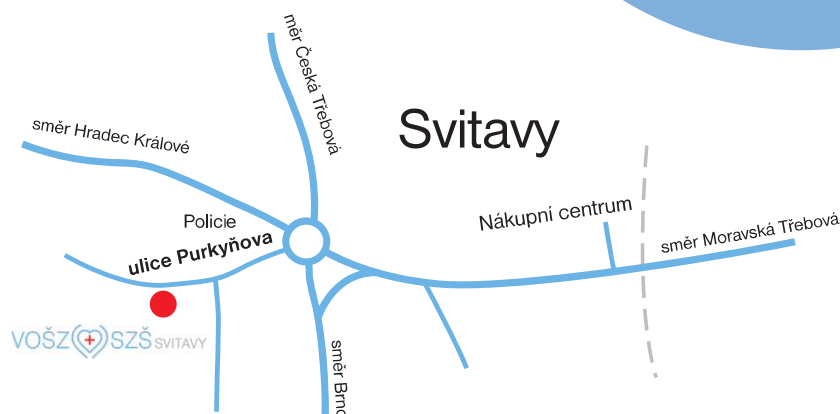 měr Česká Třebová
Svitavy
směr Hradec Králové
Policie
Nákupní centrum
ulice Purkyňova
směr Moravská Třebová
VOŠZ SZŠ SVITAVY
směr Brno